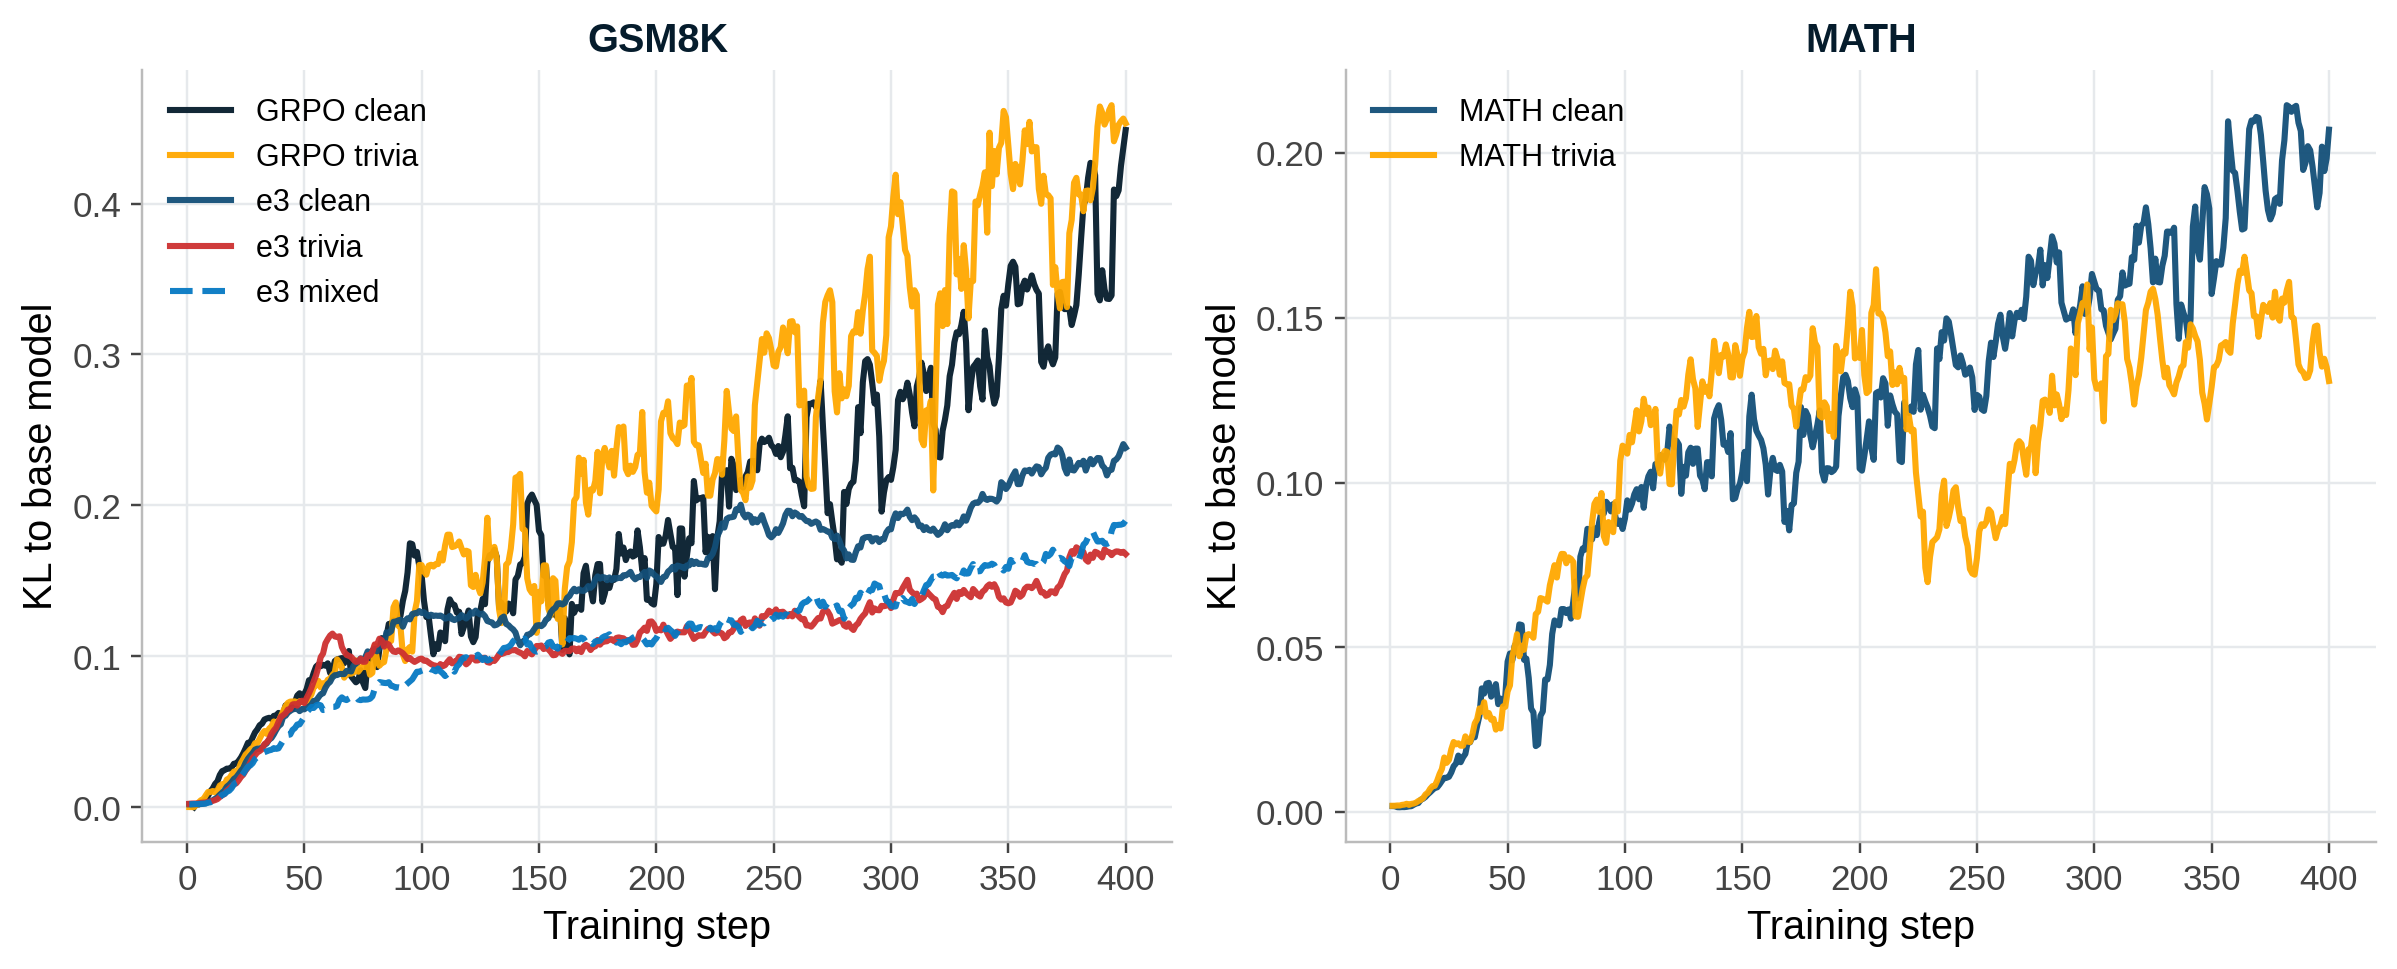 GSM8K
GRPO clean
GRPO trivia
e3 clean
e3 trivia
e3 mixed
KL to base model
0.4
0.3
0.2
0.1
0.0
0 50 100 150 200 250 300 350 400
Training step
MATH
MATH clean
MATH trivia
KL to base model
0.20
0.15
0.10
0.05
0.00
0 50 100 150 200 250 300 350 400
Training step